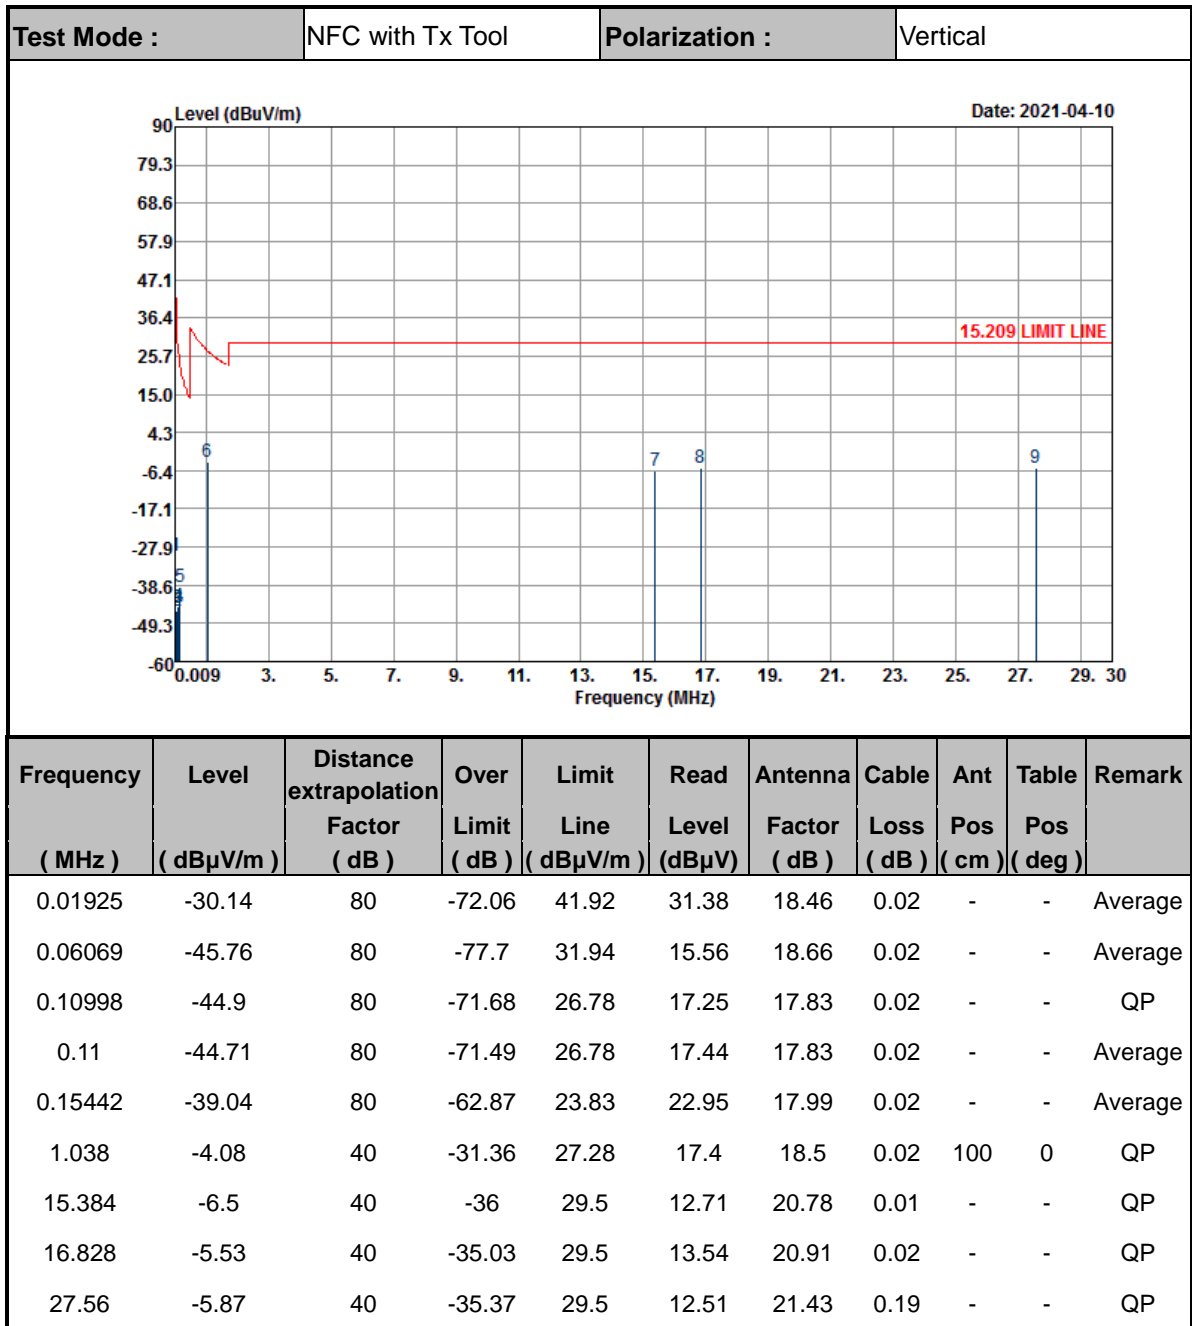 Test Mode : NFC with Tx Tool Polarization : Vertical
Level (dBuV/m) Date: 2021-04-10
90
79.3
68.6
57.9
47.1
36.4
15.209 LIMIT LINE
25.7
15.0
4.3
6 7 8 9
-6.4
-17.1
-27.9
5
-38.6
-49.3
-60
0.009 3. 5. 7. 9. 11. 13. 15. 17. 19. 21. 23. 25. 27. 29. 30
Frequency (MHz)
Frequency Level Distance extrapolation Over Limit Read Antenna Cable Ant Table Remark
Factor Limit Line Level Factor Loss Pos Pos
( MHz ) ( dBµV/m ) ( dB ) ( dB ) ( dBµV/m ) (dBµV) ( dB ) ( dB ) ( cm ) ( deg )
0.01925 -30.14 80 -72.06 41.92 31.38 18.46 0.02 - - Average
0.06069 -45.76 80 -77.7 31.94 15.56 18.66 0.02 - - Average
0.10998 -44.9 80 -71.68 26.78 17.25 17.83 0.02 - - QP
0.11 -44.71 80 -71.49 26.78 17.44 17.83 0.02 - - Average
0.15442 -39.04 80 -62.87 23.83 22.95 17.99 0.02 - - Average
1.038 -4.08 40 -31.36 27.28 17.4 18.5 0.02 100 0 QP
15.384 -6.5 40 -36 29.5 12.71 20.78 0.01 - - QP
16.828 -5.53 40 -35.03 29.5 13.54 20.91 0.02 - - QP
27.56 -5.87 40 -35.37 29.5 12.51 21.43 0.19 - - QP